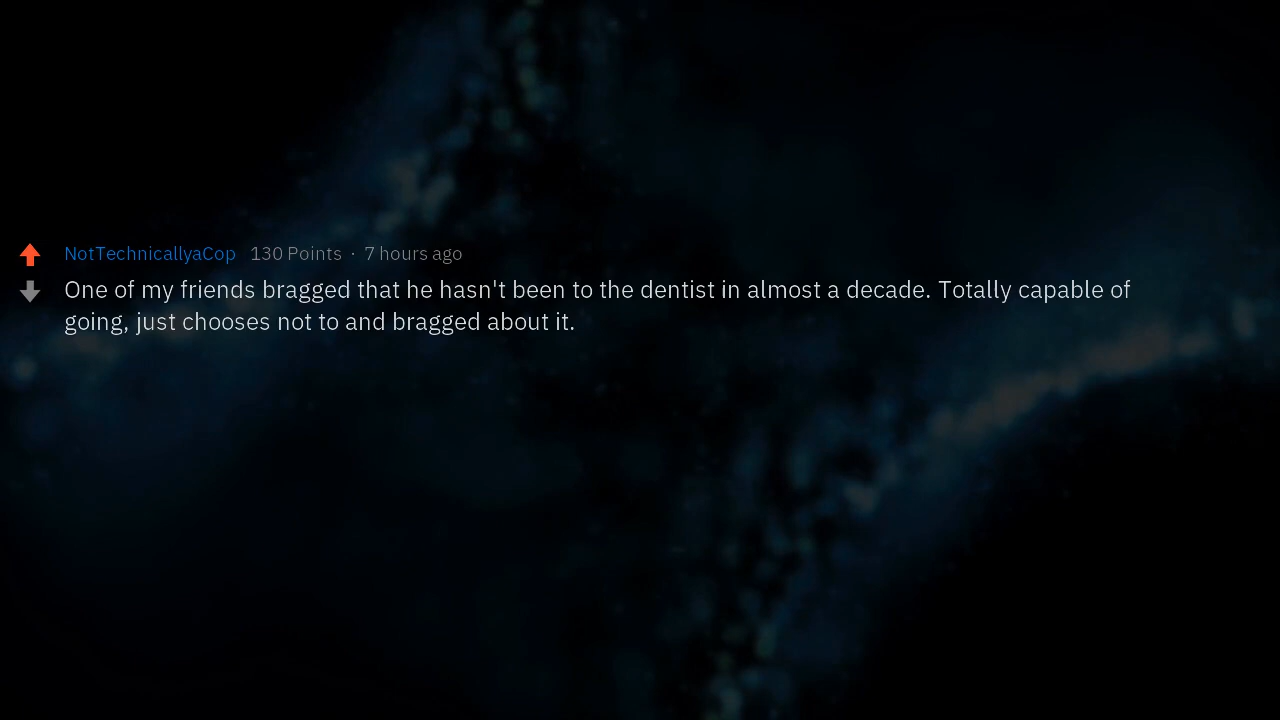 NotTechnicallyaCop 130 Points · 7 hours ago
One of my friends bragged that he hasn't been to the dentist in almost a decade. Totally capable of
going, just chooses not to and bragged about it.